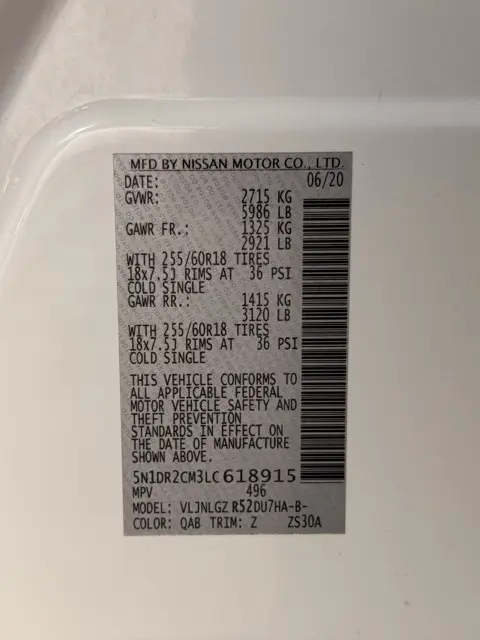 MFD BY NISSAN MOTOR CO., LTD.
DATE: 06/20
GVWR: 2715 KG
5986 LB
GAWR FR.: 1325 KG
2921 LB
WITH 255/60R18 TIRES
18x7.5J RIMS AT 36 PSI
COLD SINGLE
GAWR RR.: 1415 KG
3120 LB
WITH 255/60R18 TIRES
18x7.5J RIMS AT 36 PSI
COLD SINGLE
THIS VEHICLE CONFORMS TO
ALL APPLICABLE FEDERAL
MOTOR VEHICLE SAFETY AND
THEFT PREVENTION
STANDARDS IN EFFECT ON
THE DATE OF MANUFACTURE
SHOWN ABOVE.
5N1DR2CM3LC618915
MPV 496
MODEL: VLJNLGZ R52DU7HA-B-
COLOR: QAB TRIM: Z ZS30A